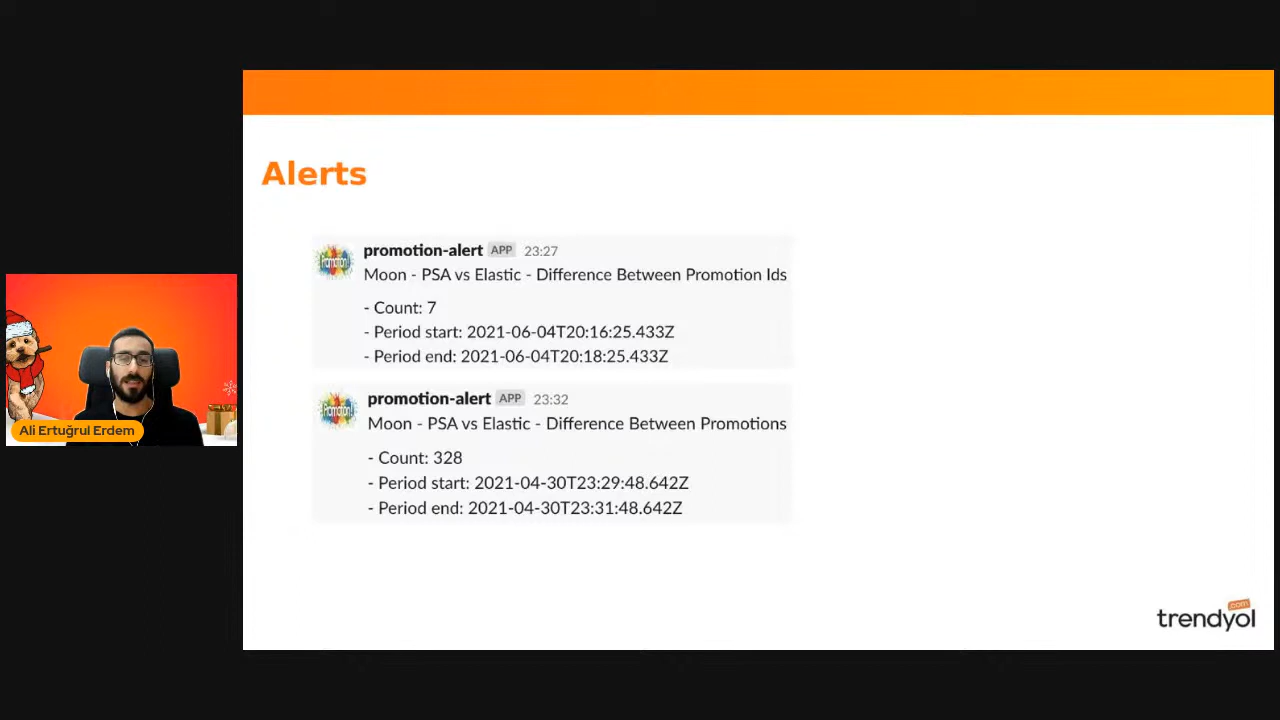 Alerts
promotion-alert APP 23:27
Moon - PSA vs Elastic - Difference Between Promotion Ids
- Count: 7
- Period start: 2021-06-04T20:16:25.433Z
- Period end: 2021-06-04T20:18:25.433Z
promotion-alert APP 23:32
Moon - PSA vs Elastic - Difference Between Promotions
- Count: 328
- Period start: 2021-04-30T23:29:48.642Z
- Period end: 2021-04-30T23:31:48.642Z
Promotion!
Promotion!
Ali Ertuğrul Erdem
.com
trendyol